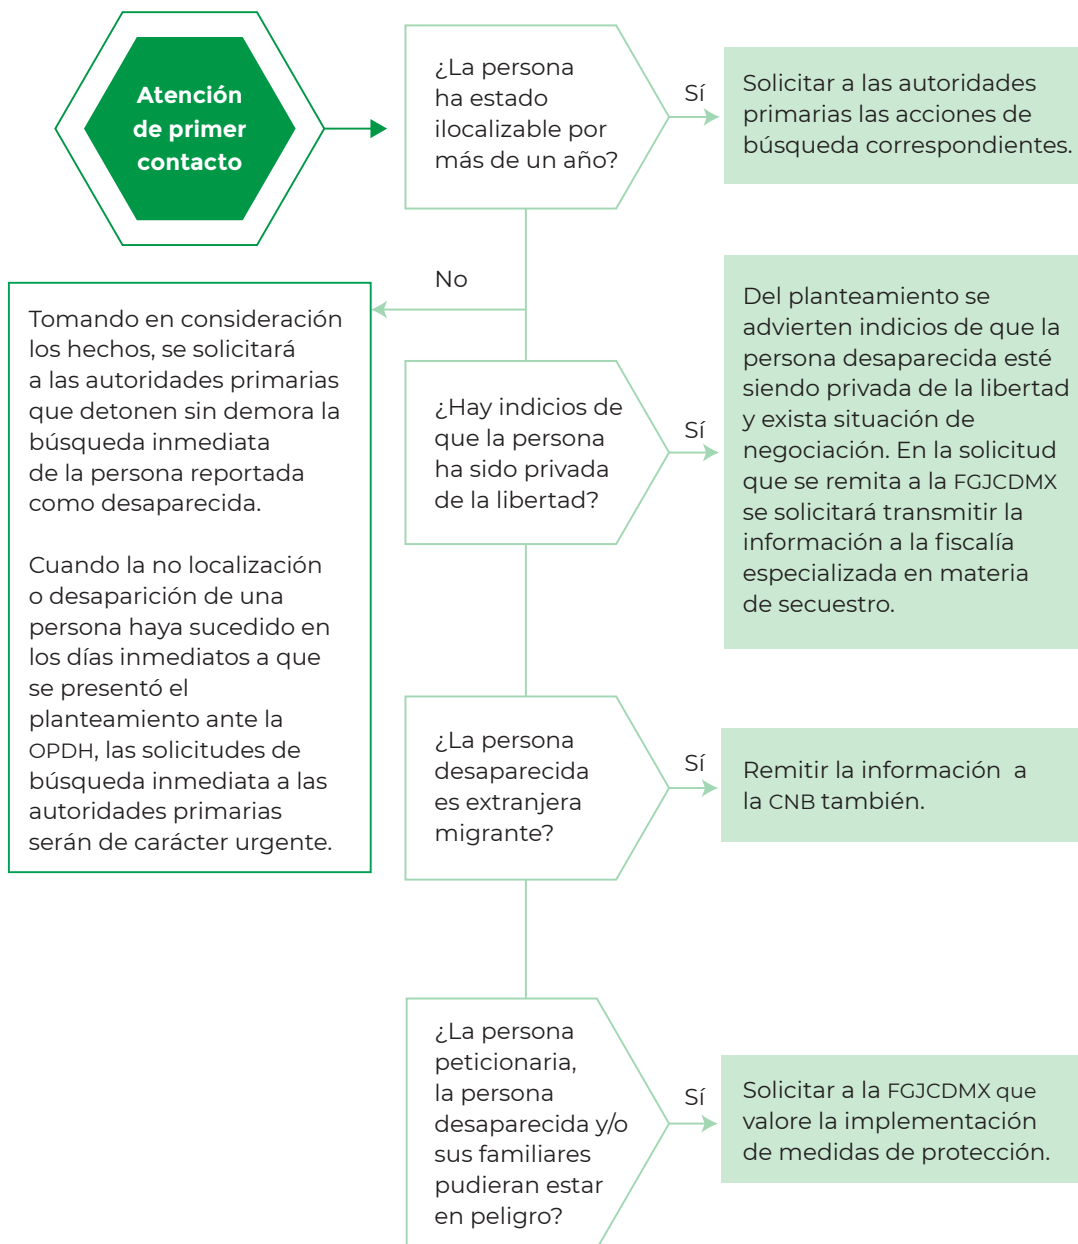 Atención
de primer
contacto
¿La persona
ha estado
ilocalizable por
más de un año?
Sí
Solicitar a las autoridades
primarias las acciones de
búsqueda correspondientes.
No
Tomando en consideración
los hechos, se solicitará
a las autoridades primarias
que detonen sin demora la
búsqueda inmediata
de la persona reportada
como desaparecida.
Cuando la no localización
o desaparición de una
persona haya sucedido en
los días inmediatos a que
se presentó el
planteamiento ante la
OPDH, las solicitudes de
búsqueda inmediata a las
autoridades primarias
serán de carácter urgente.
¿Hay indicios de
que la persona
ha sido privada
de la libertad?
Sí
Del planteamiento se
advierten indicios de que la
persona desaparecida esté
siendo privada de la libertad
y exista situación de
negociación. En la solicitud
que se remita a la FGJCDMX
se solicitará transmitir la
información a la fiscalía
especializada en materia
de secuestro.
¿La persona
desaparecida
es extranjera
migrante?
Sí
Remitir la información a
la CNB también.
¿La persona
peticionaria,
la persona
desaparecida y/o
sus familiares
pudieran estar
en peligro?
Sí
Solicitar a la FGJCDMX que
valore la implementación
de medidas de protección.